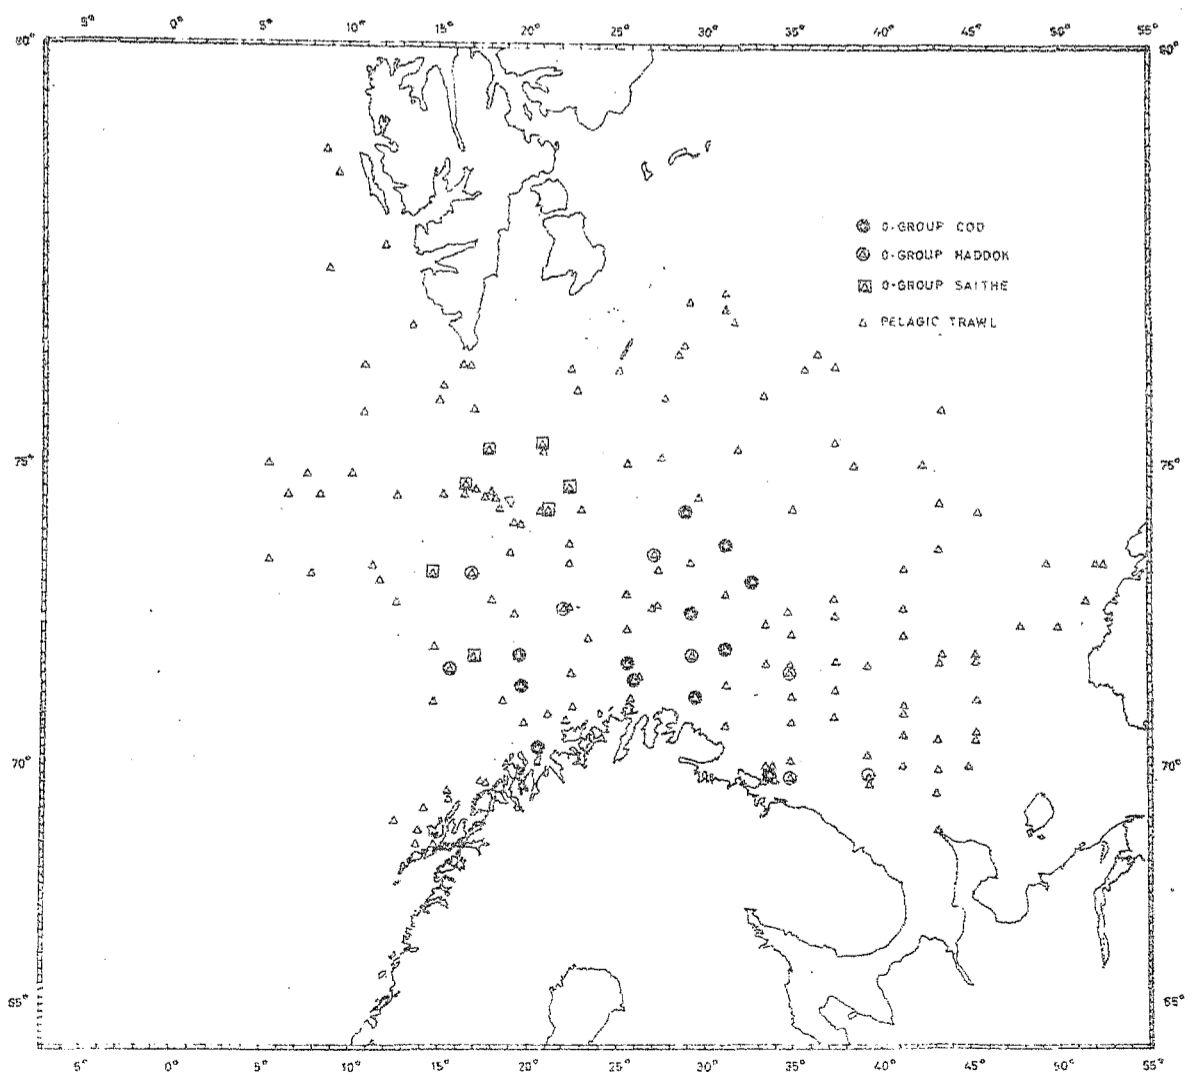 5° 0° 5° 10° 15° 20° 25° 30° 35° 40° 45° 50° 55°
80° 80°
0-GROUP COD
0-GROUP HADDOK
0-GROUP SAITHE
PELAGIC TRAWL
75° 75°
70° 70°
65° 65°
5° 0° 5° 10° 15° 20° 25° 30° 35° 40° 45° 50° 55°